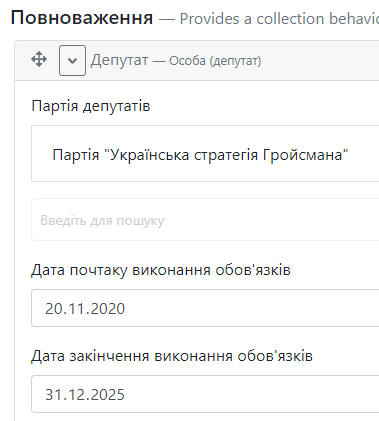 Повноваження — Provides a collection behavio
Депутат — Особа (депутат)
Партія депутатів
Партія "Українська стратегія Гройсмана"
Введіть для пошуку
Дата почтаку виконання обов'язків
20.11.2020
Дата закінчення виконання обов'язків
31.12.2025